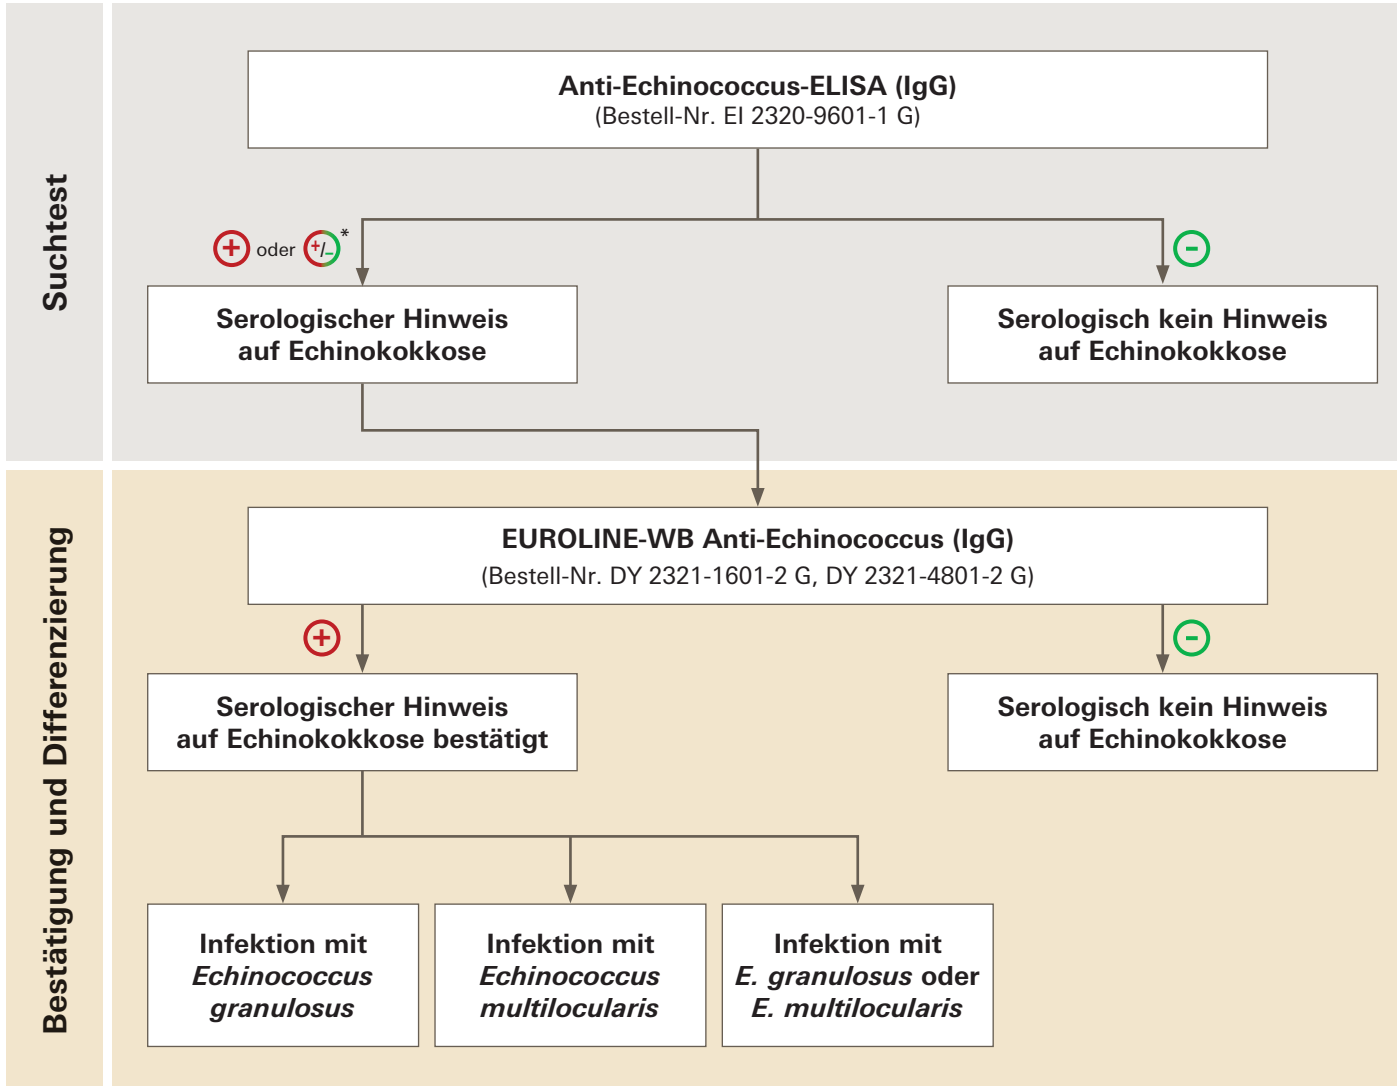 Suchtest
Anti-Echinococcus-ELISA (IgG)
(Bestell-Nr. EI 2320-9601-1 G)
+ oder +/– *
-
Serologischer Hinweis
auf Echinokokkose
Serologisch kein Hinweis
auf Echinokokkose
Bestätigung und Differenzierung
EUROLINE-WB Anti-Echinococcus (IgG)
(Bestell-Nr. DY 2321-1601-2 G, DY 2321-4801-2 G)
+
-
Serologischer Hinweis
auf Echinokokkose bestätigt
Serologisch kein Hinweis
auf Echinokokkose
Infektion mit
Echinococcus
granulosus
Infektion mit
Echinococcus
multilocularis
Infektion mit
E. granulosus oder
E. multilocularis